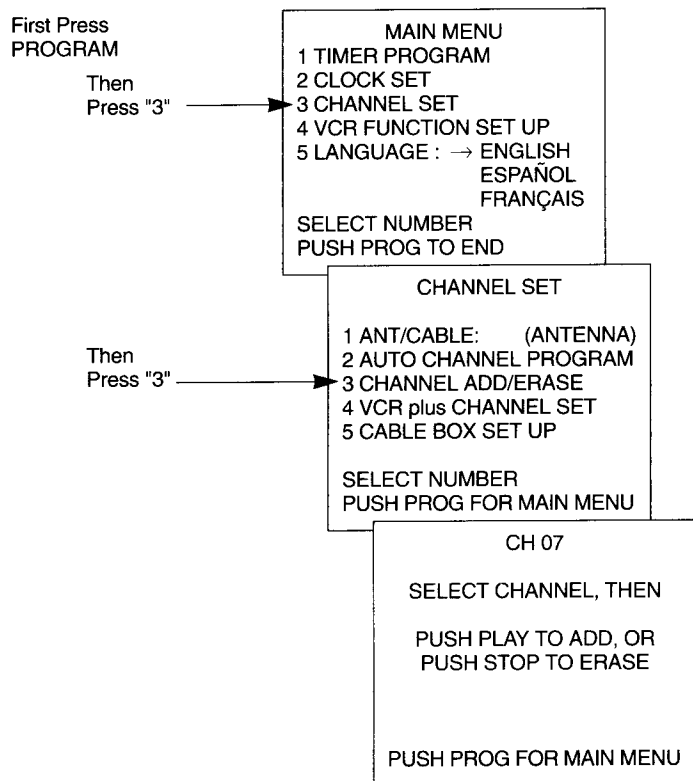 First Press
PROGRAM
Then
Press "3"
MAIN MENU
1 TIMER PROGRAM
2 CLOCK SET
3 CHANNEL SET
4 VCR FUNCTION SET UP
5 LANGUAGE : → ENGLISH
ESPAÑOL
FRANÇAIS
SELECT NUMBER
PUSH PROG TO END
Then
Press "3"
CHANNEL SET
1 ANT/CABLE: (ANTENNA)
2 AUTO CHANNEL PROGRAM
3 CHANNEL ADD/ERASE
4 VCR plus CHANNEL SET
5 CABLE BOX SET UP
SELECT NUMBER
PUSH PROG FOR MAIN MENU
CH 07
SELECT CHANNEL, THEN
PUSH PLAY TO ADD, OR
PUSH STOP TO ERASE
PUSH PROG FOR MAIN MENU